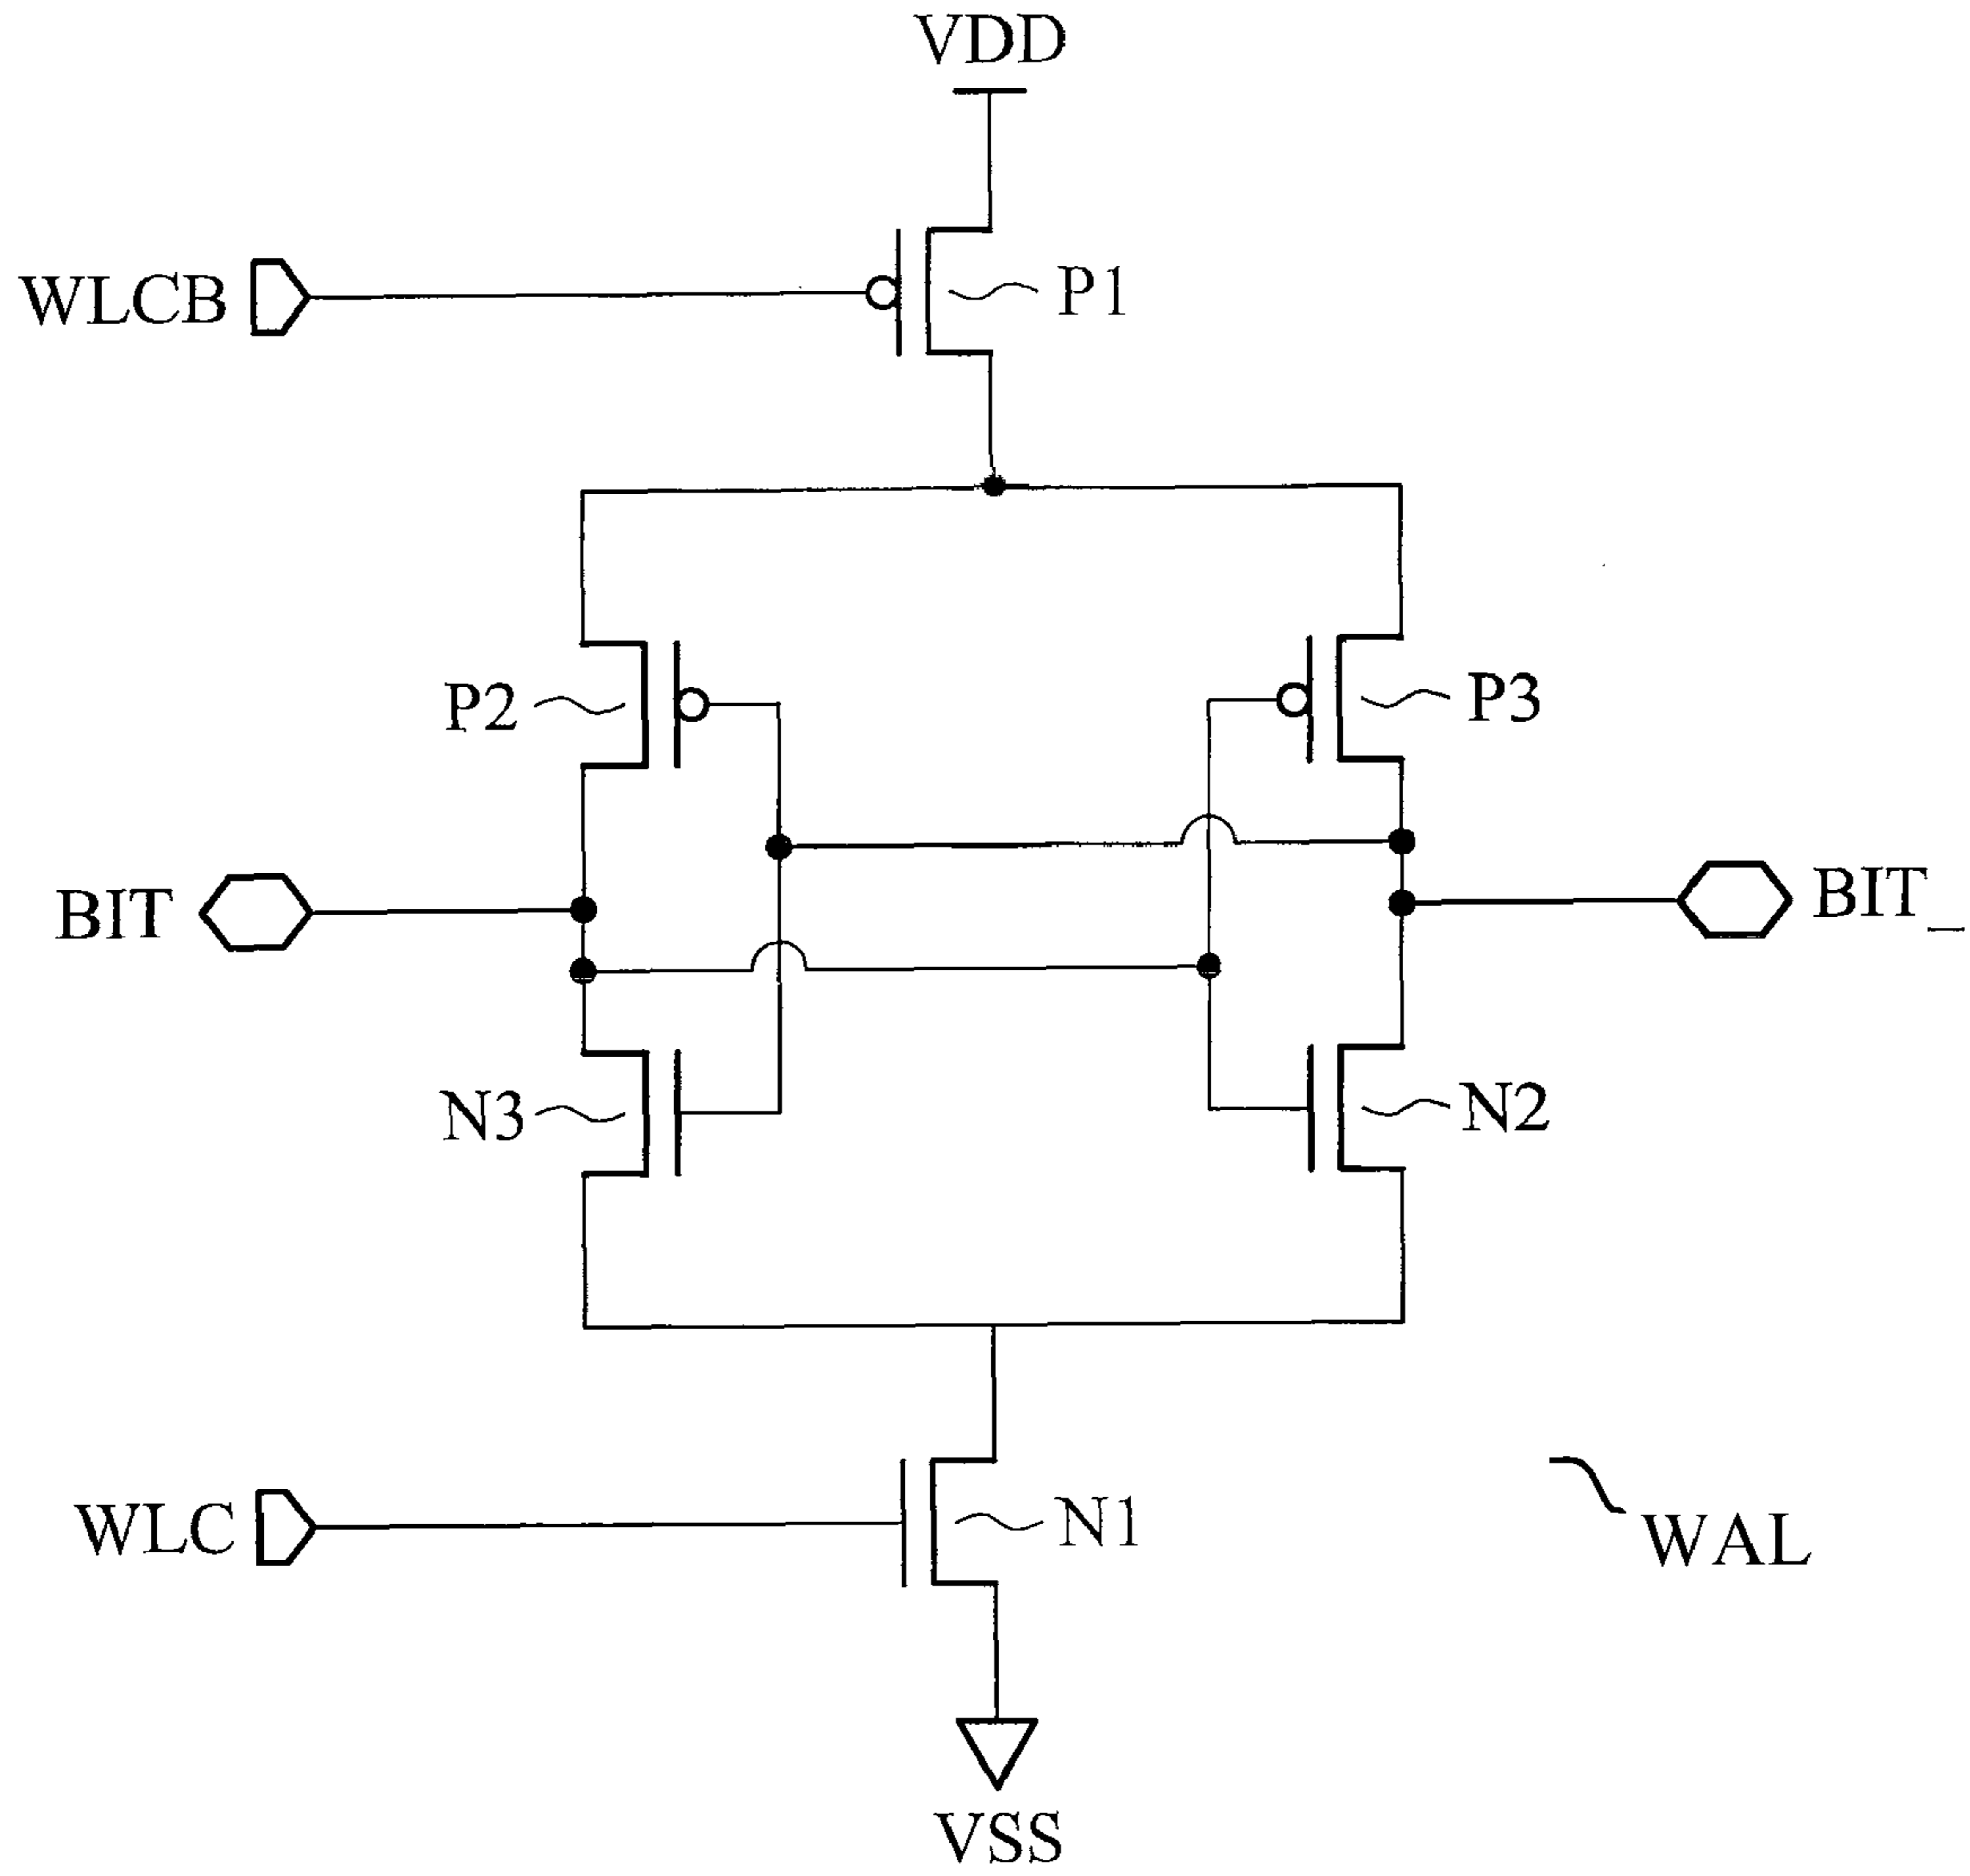 VDD
WLCB
P1
P2
P3
BIT
BIT_
N3
N2
WLC
N1
WAL
VSS